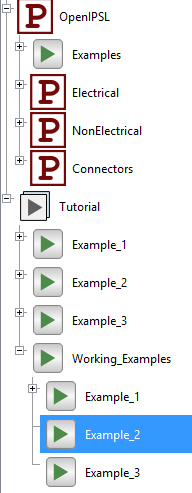 P OpenIPSL
Examples
P Electrical
P NonElectrical
P Connectors
Tutorial
Example_1
Example_2
Example_3
Working_Examples
Example_1
Example_2
Example_3